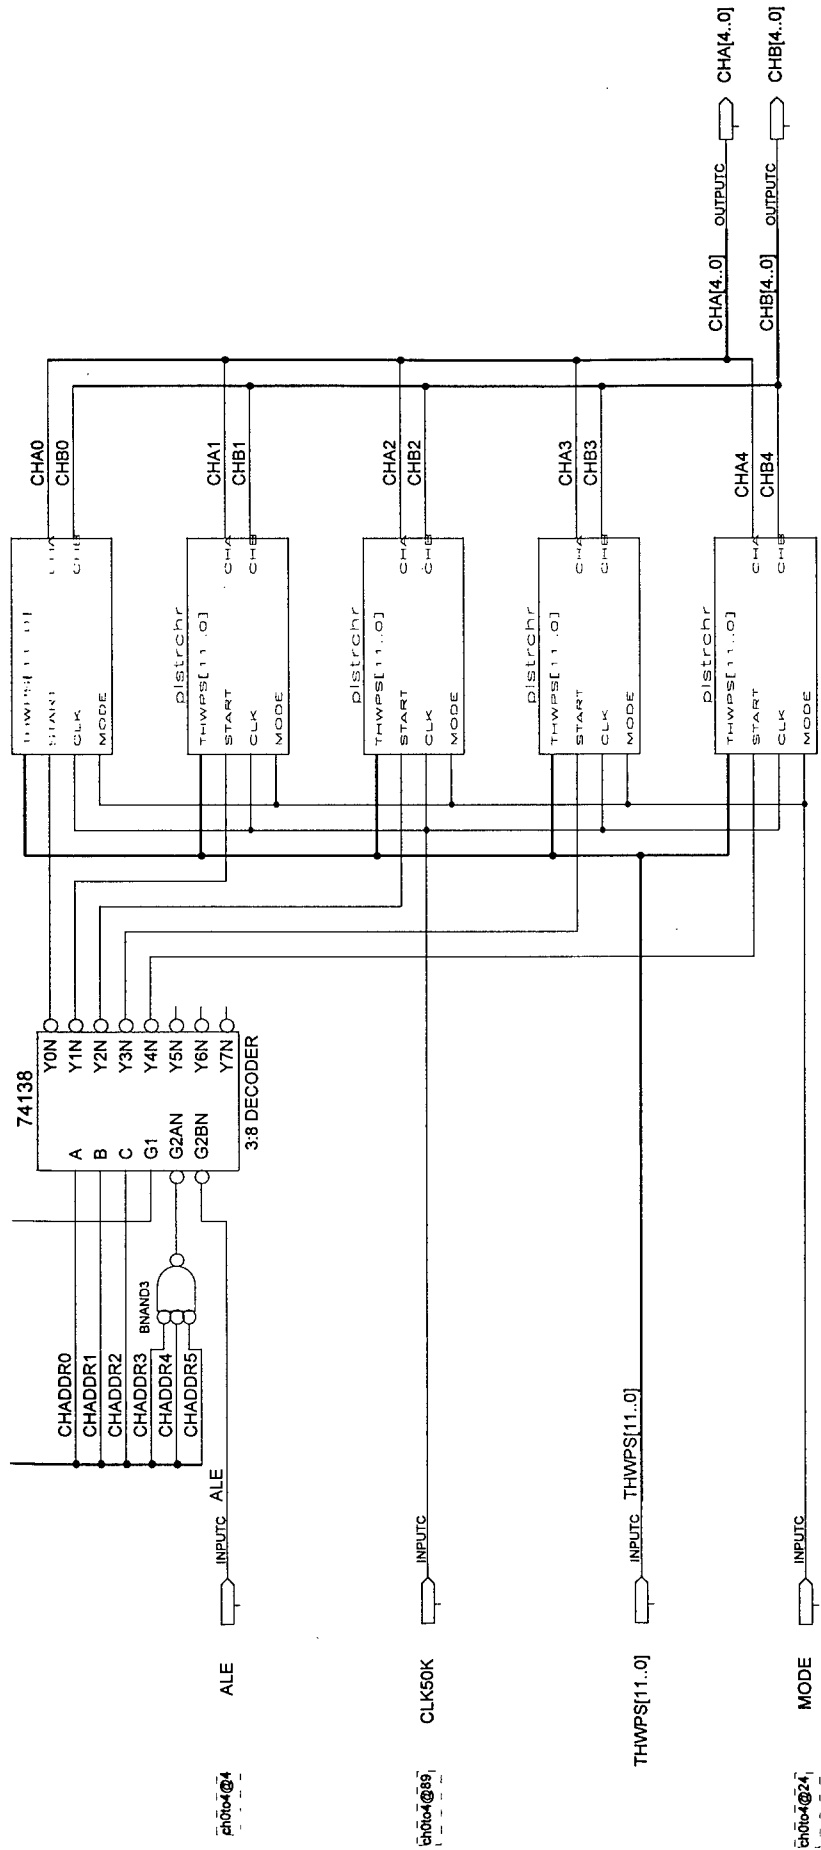 CHA[4..0]
CHB[4..0]
OUTPUTC
OUTPUTC
CHA[4..0]
CHB[4..0]
CHA0
CHB0
CHA1
CHB1
CHA2
CHB2
CHA3
CHB3
CHA4
CHB4
CHA
CHB
THWPS[11..0]
START
CLK
MODE
plstrchr
THWPS[11..0]
CHA
START
CHB
CLK
MODE
plstrchr
THWPS[11..0]
CHA
START
CHB
CLK
MODE
plstrchr
THWPS[11..0]
CHA
START
CHB
CLK
MODE
plstrchr
THWPS[11..0]
CHA
START
CHB
CLK
MODE
74138
A
B
C
G1
G2AN
G2BN
Y0N
Y1N
Y2N
Y3N
Y4N
Y5N
Y6N
Y7N
3:8 DECODER
BNAND3
CHADDR0
CHADDR1
CHADDR2
CHADDR3
CHADDR4
CHADDR5
ALE
INPUTC
INPUTC
THWPS[11..0]
INPUTC
INPUTC
ALE
CLK50K
THWPS[11..0]
MODE
ch0to4@4
ch0to4@89
ch0to4@24